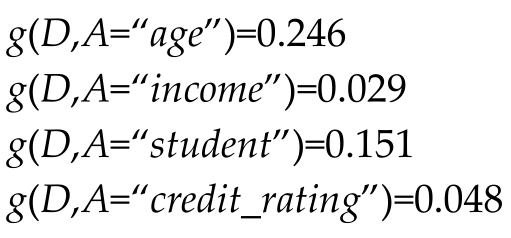 g(D,A=“age”)=0.246
g(D,A=“income”)=0.029
g(D,A=“student”)=0.151
g(D,A=“credit_rating”)=0.048